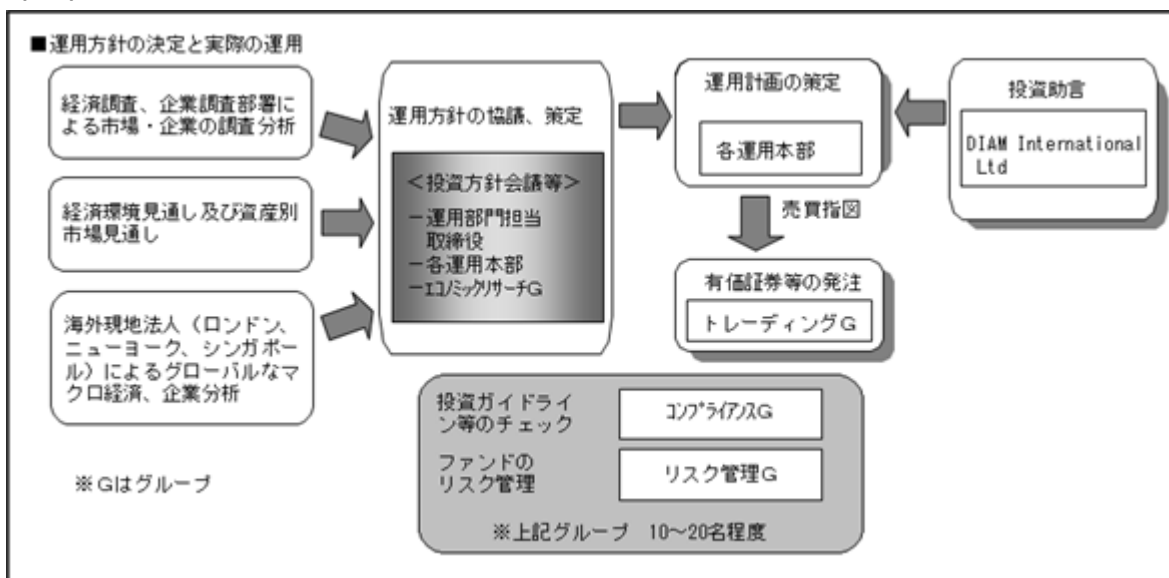 ■運用方針の決定と実際の運用
経済調査、企業調査部署に
よる市場・企業の調査分析
経済環境見通し及び資産別
市場見通し
海外現地法人（ロンドン、
ニューヨーク、シンガポー
ル）によるグローバルなマ
クロ経済、企業分析
※Gはグループ
運用方針の協議、策定
＜投資方針会議等＞
－運用部門担当
取締役
－各運用本部
－ｴｺﾉﾐｯｸﾘｻｰﾁG
運用計画の策定
各運用本部
売買指図
有価証券等の発注
トレーディングG
投資助言
DIAM International
Ltd
投資ガイドライ
ン等のチェック
ｺﾝﾌﾟﾗｲｱﾝｽG
ファンドの
リスク管理
リスク管理G
※上記グループ　10～20名程度